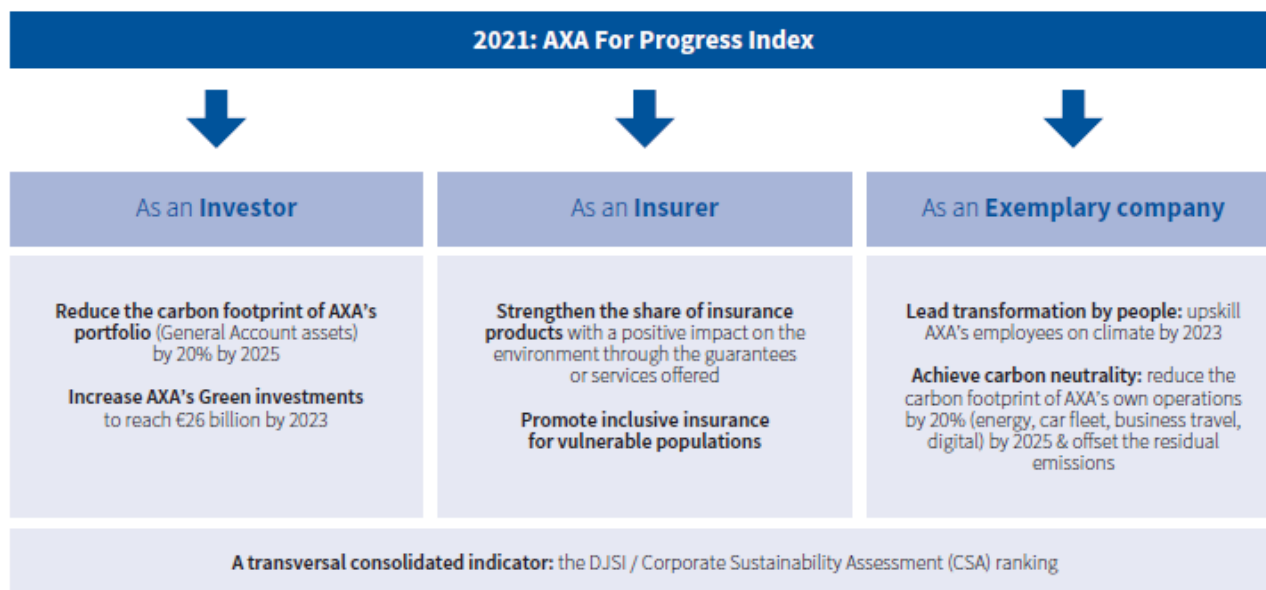 2021: AXA For Progress Index
As an Investor
Reduce the carbon footprint of AXA's
portfolio (General Account assets)
by 20% by 2025
Increase AXA's Green investments
to reach €26 billion by 2023
As an Insurer
Strengthen the share of insurance
products with a positive impact on the
environment through the guarantees
or services offered
Promote inclusive insurance
for vulnerable populations
As an Exemplary company
Lead transformation by people: upskill
AXA's employees on climate by 2023
Achieve carbon neutrality: reduce the
carbon footprint of AXA's own operations
by 20% (energy, car fleet, business travel,
digital) by 2025 & offset the residual
emissions
A transversal consolidated indicator: the DJSI / Corporate Sustainability Assessment (CSA) ranking